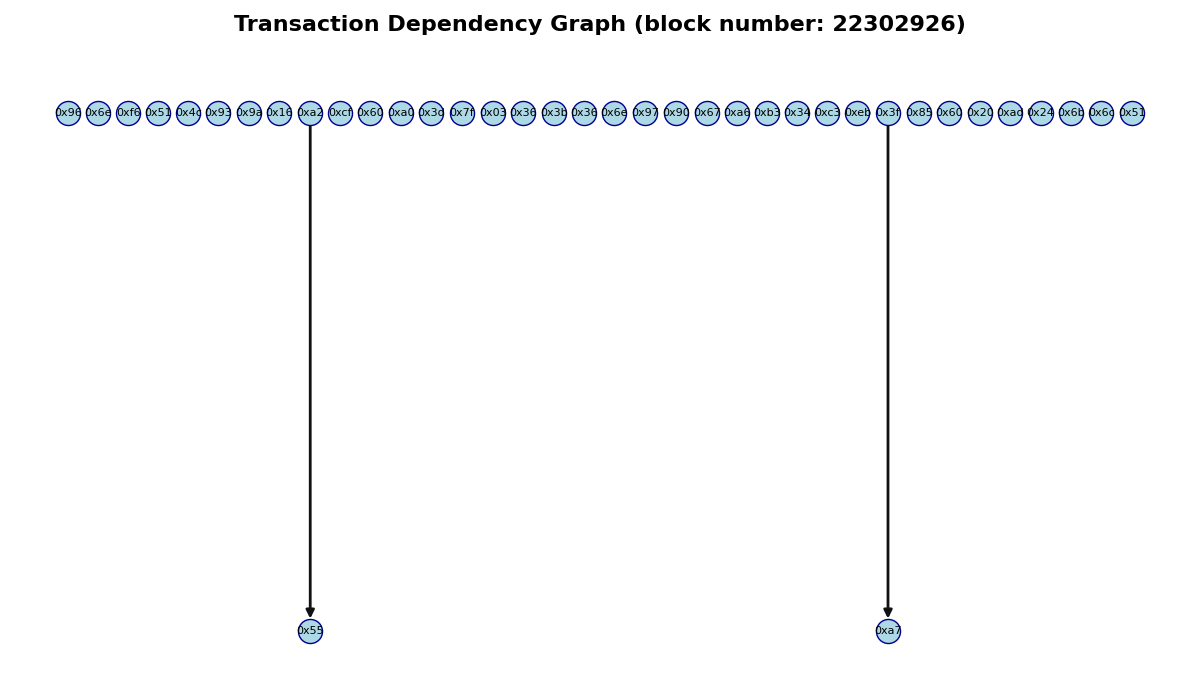 Transaction Dependency Graph (block number: 22302926)
0x96 0x6e 0xf6 0x51 0x4c 0x93 0x9a 0x16 0xa2 0xcf 0x60 0xa0 0x3d 0x7f 0x03 0x36 0x3b 0x36 0x6e 0x97 0x90 0x67 0xa6 0xb3 0x34 0xc3 0xeb 0x3f 0x85 0x60 0x20 0xad 0x24 0x6b 0x6c 0x51
0x55 0xa7